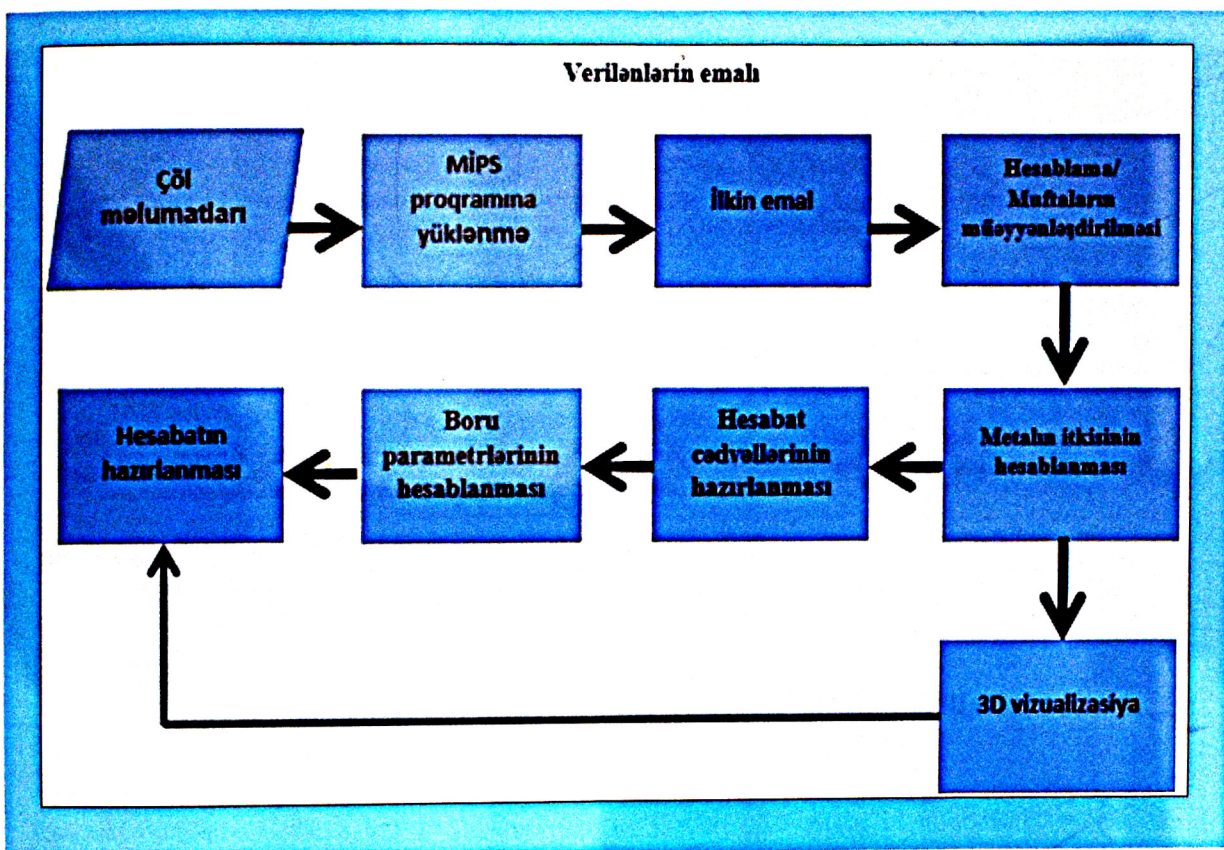 Verilənlərin emalı
Çöl
məlumatları
MİPS
proqramına
yüklənmə
İlkin emal
Hesablama/
Muftaların
müəyyənləşdirilməsi
Hesabatın
hazırlanması
Boru
parametrlərinin
hesablanması
Hesabat
cədvəllərinin
hazırlanması
Metalın itkisinin
hesablanması
3D vizualizasiya